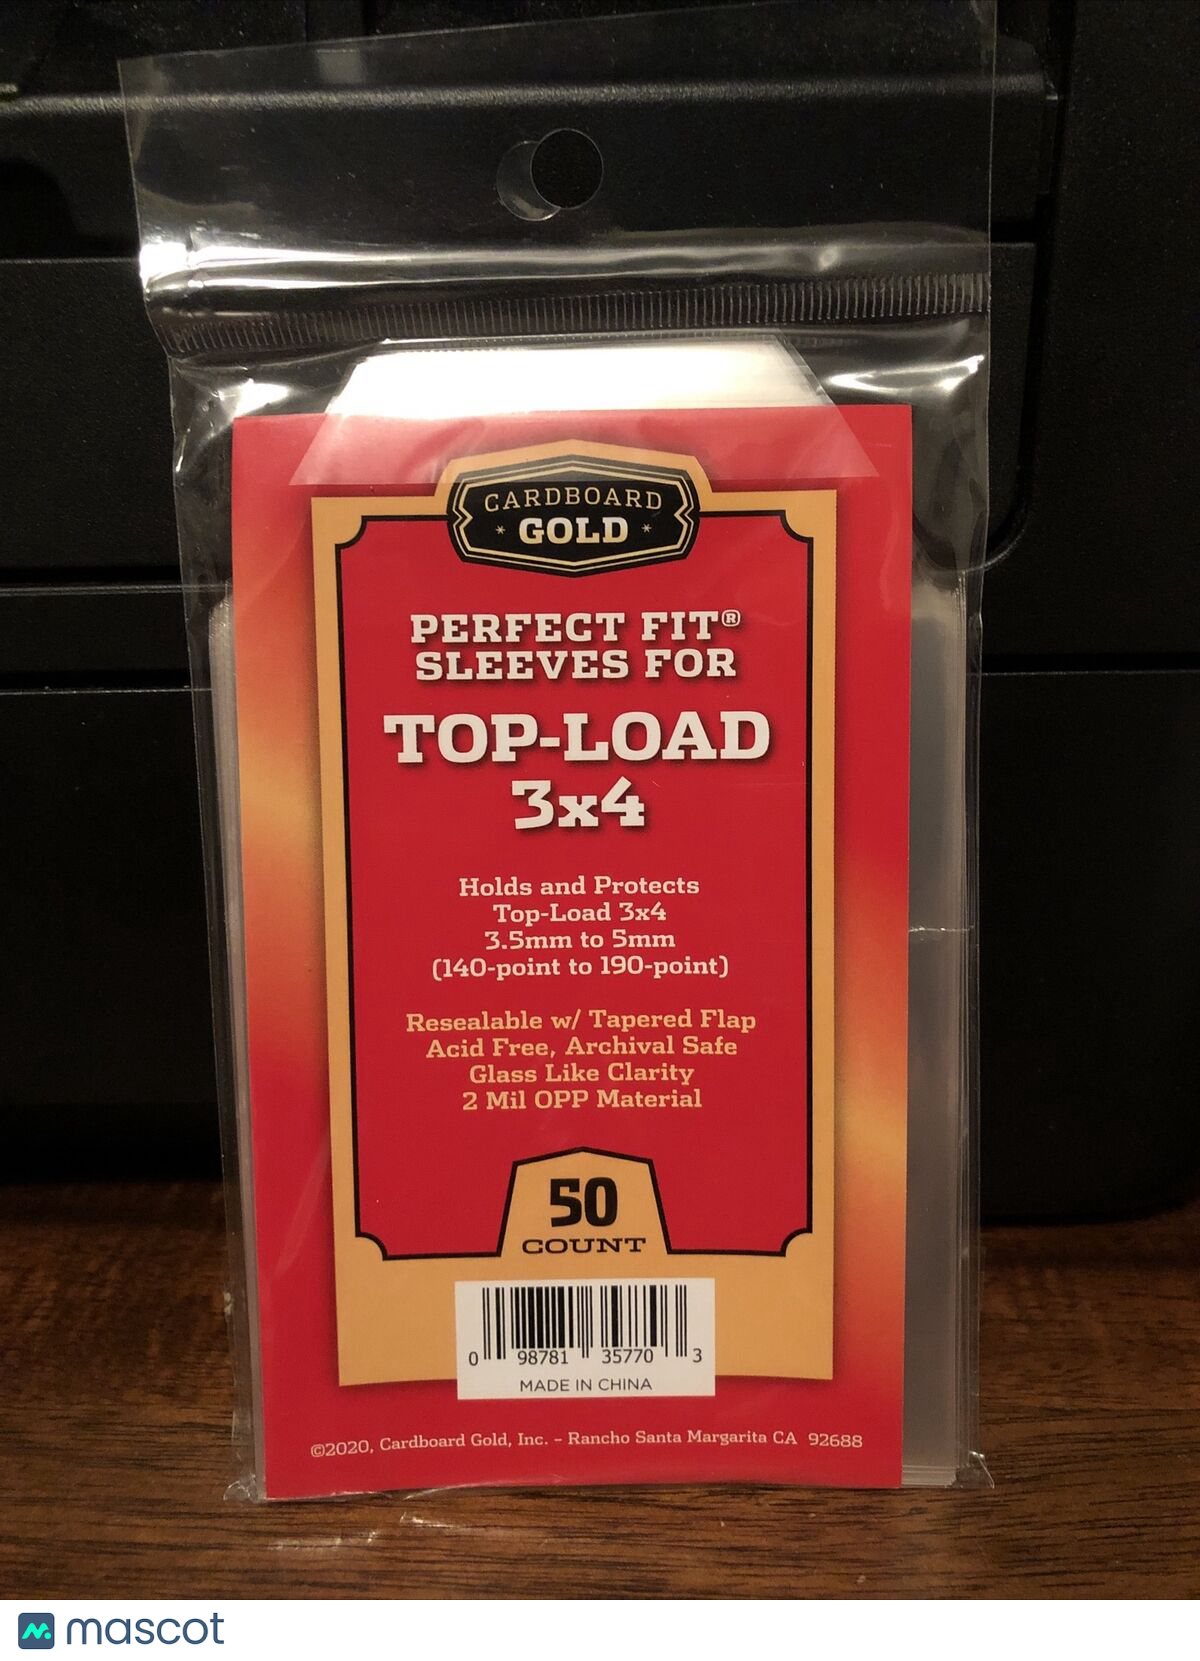 CARDBOARD
* GOLD *
PERFECT FIT®
SLEEVES FOR
TOP-LOAD
3x4
Holds and Protects
Top-Load 3x4
3.5mm to 5mm
(140-point to 190-point)
Resealable w/ Tapered Flap
Acid Free, Archival Safe
Glass Like Clarity
2 Mil OPP Material
50
COUNT
0 98781 35770 3
MADE IN CHINA
©2020, Cardboard Gold, Inc. – Rancho Santa Margarita CA 92688
mascot